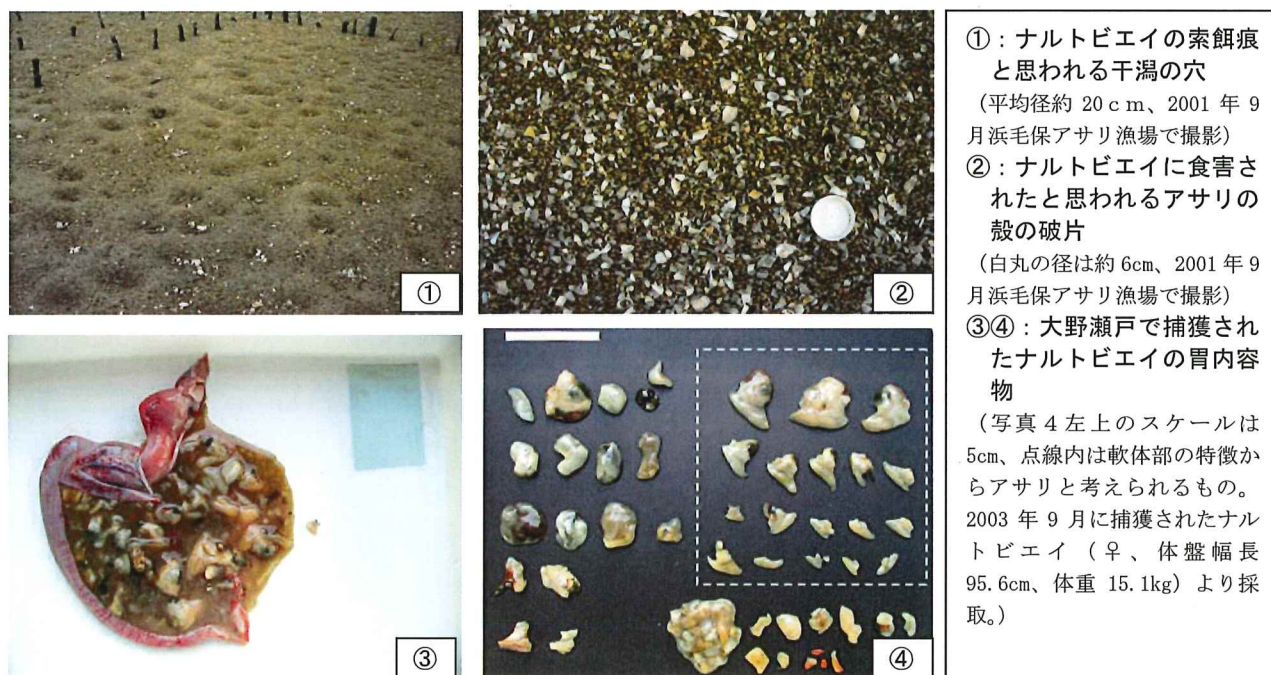 ①
②
③
④
①：ナルトビエイの索餌痕
と思われる干潟の穴
（平均径約 20ｃｍ、2001 年 9
月浜毛保アサリ漁場で撮影）
②：ナルトビエイに食害さ
れたと思われるアサリの
殻の破片
（白丸の径は約 6cm、2001 年 9
月浜毛保アサリ漁場で撮影）
③④：大野瀬戸で捕獲され
たナルトビエイの胃内容
物
（写真４左上のスケールは
5cm、点線内は軟体部の特徴か
らアサリと考えられるもの。
2003 年 9 月に捕獲されたナル
トビエイ（♀、体盤幅長
95.6cm、体重 15.1kg）より採
取。）